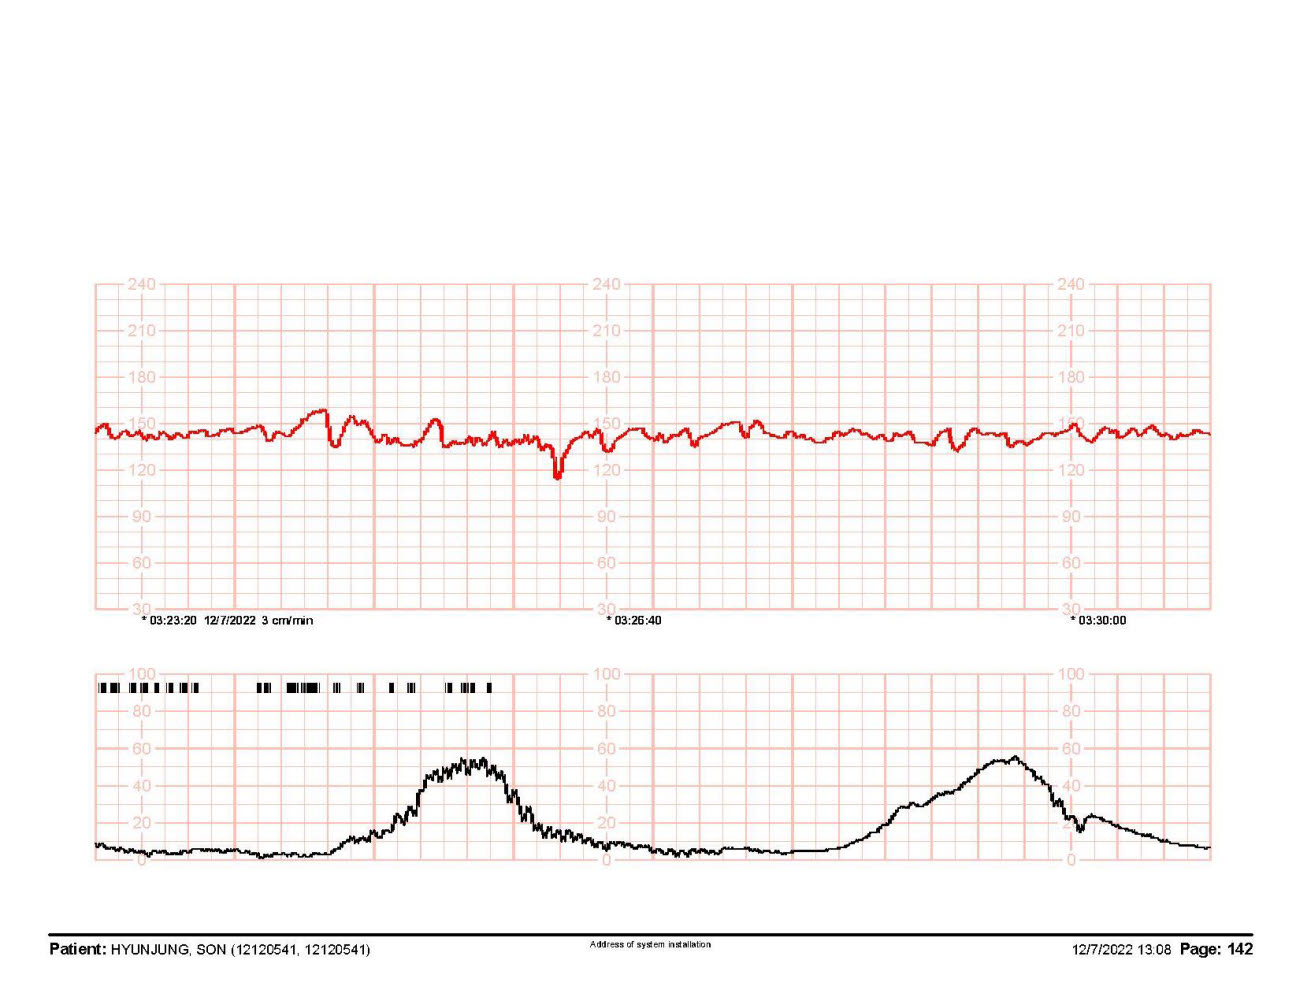 240 240 240
210 210 210
180 180 180
150 150 150
120 120 120
90 90 90
60 60 60
30 30 30
* 03:23:20 12/7/2022 3 cm/min * 03:26:40 * 03:30:00
100 100 100
80 80 80
60 60 60
40 40 40
20 20 20
0 0 0
Patient: HYUNJUNG, SON (12120541, 12120541) Address of system installation 12/7/2022 13:08 Page: 142